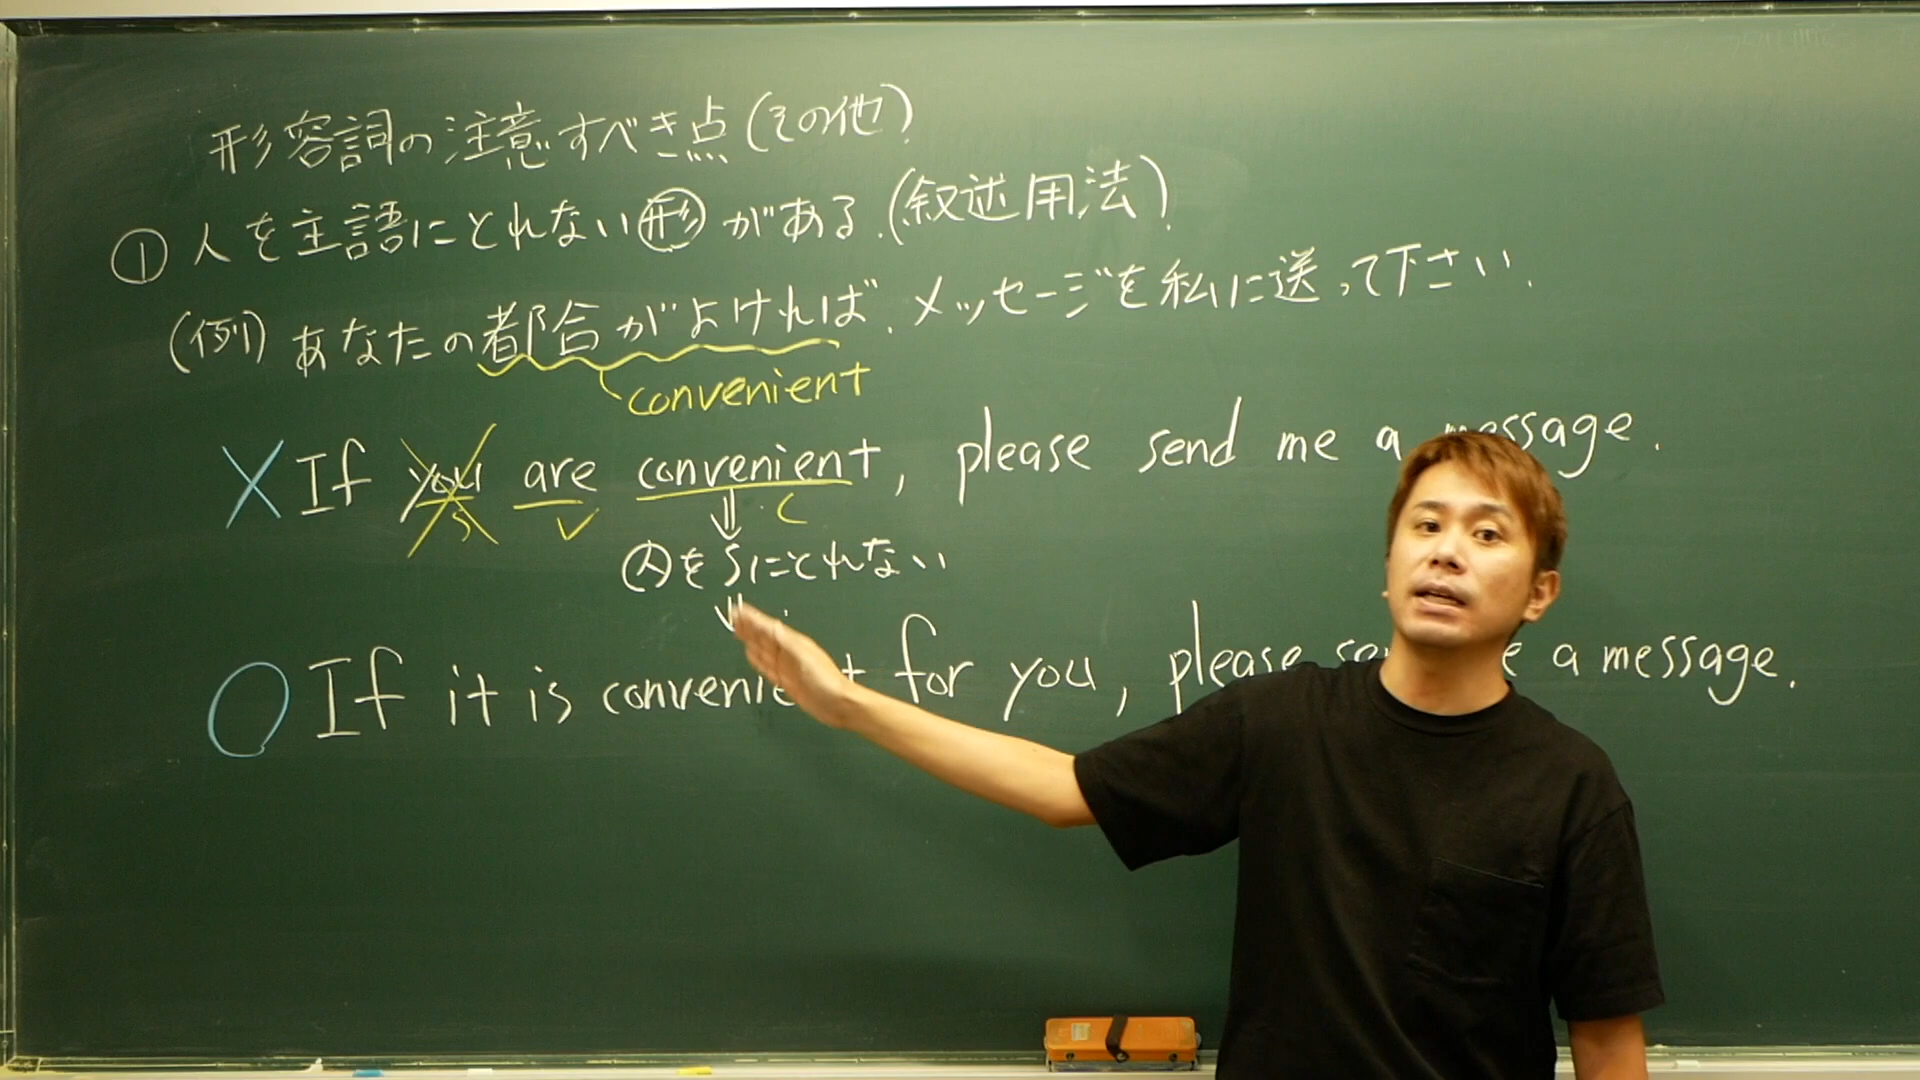 形容詞の注意すべき点(その他)
① 人を主語にとれない㊒形がある.(叙述用法)
(例) あなたの都合がよければ、メッセージを私に送って下さい.
convenient
X If you are convenient, please send me a message.
S V C
人をSにとれない
O If it is convenient for you, please se e a message.